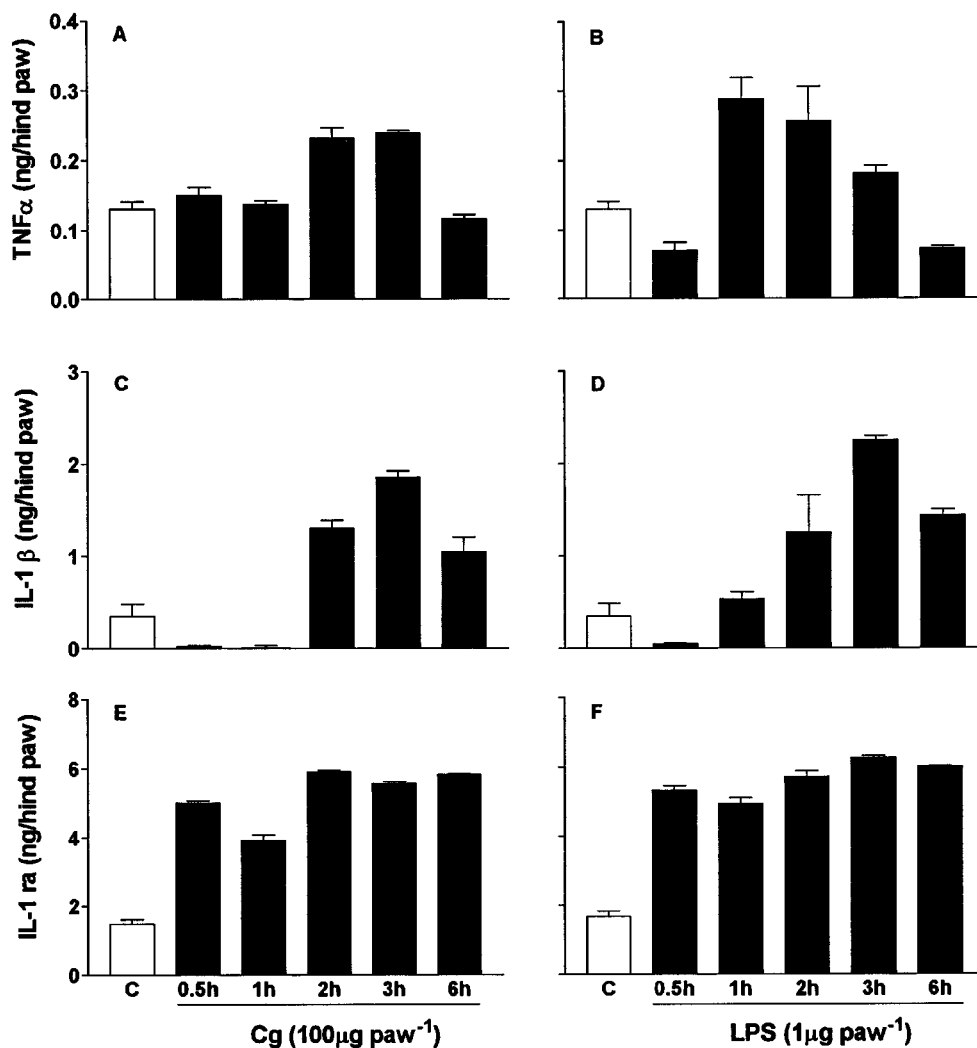 A
B
TNFα (ng/hind paw)
0.4
0.3
0.2
0.1
0.0
C
D
IL-1 β (ng/hind paw)
3
2
1
0
E
F
IL-1 ra (ng/hind paw)
8
6
4
2
0
C 0.5h 1h 2h 3h 6h
C 0.5h 1h 2h 3h 6h
Cg (100μg paw⁻¹)
LPS (1μg paw⁻¹)